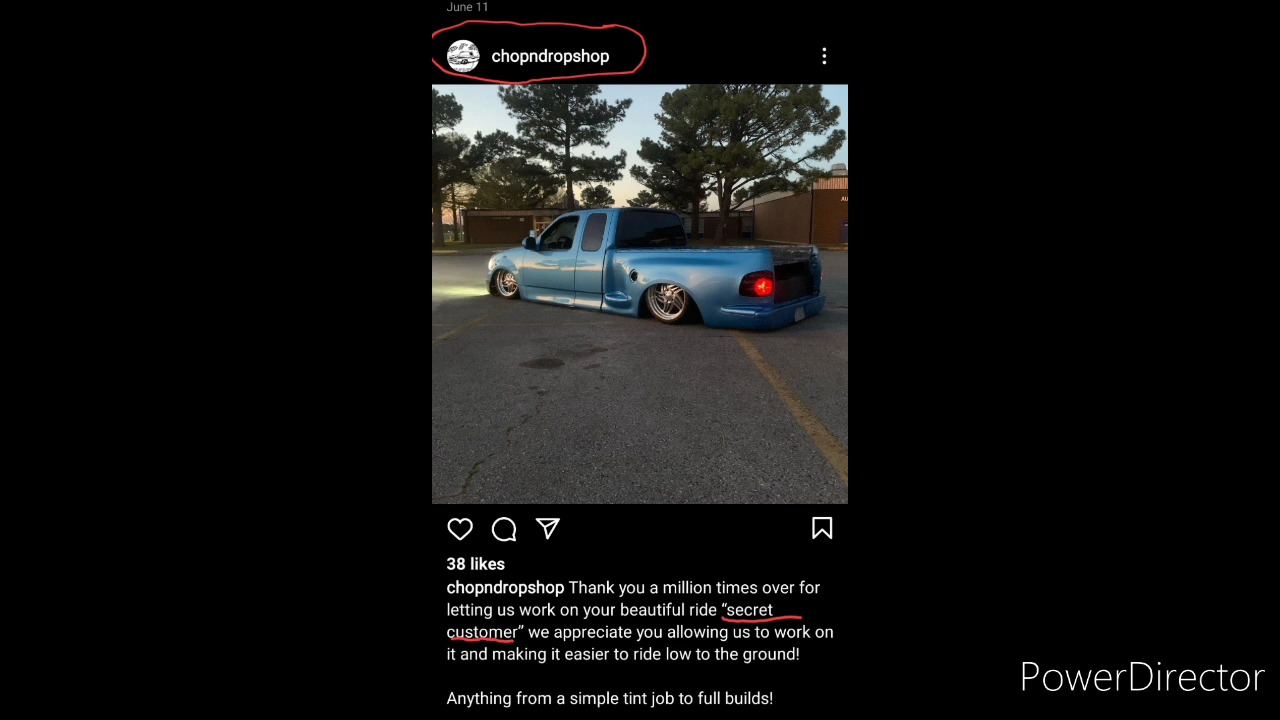 June 11
chopndropshop
AU
38 likes
chopndropshop Thank you a million times over for
letting us work on your beautiful ride “secret
customer” we appreciate you allowing us to work on
it and making it easier to ride low to the ground!
Anything from a simple tint job to full builds!
PowerDirector